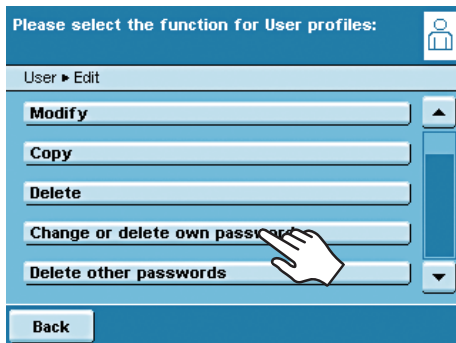 Please select the function for User profiles:
User ▸ Edit
Modify
Copy
Delete
Change or delete own passwords
Delete other passwords
Back